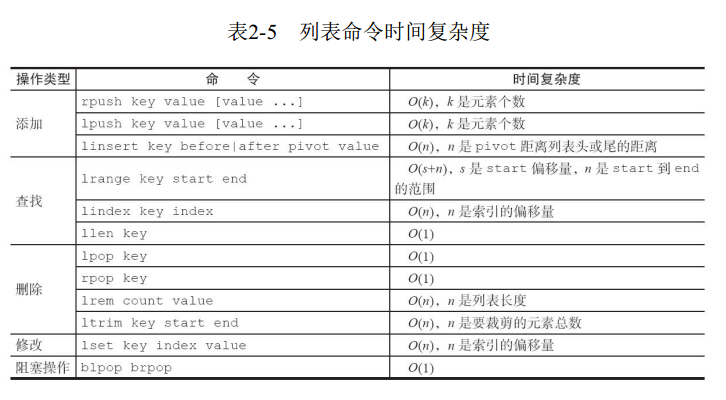 表2-5 列表命令时间复杂度
操作类型 命 令 时间复杂度
添加 rpush key value [value ...] O(k)，k 是元素个数
lpush key value [value ...] O(k)，k 是元素个数
linsert key before|after pivot value O(n)，n 是 pivot 距离列表头或尾的距离
查找 lrange key start end O(s+n)，s 是 start 偏移量，n 是 start 到 end
的范围
lindex key index O(n)，n 是索引的偏移量
llen key O(1)
删除 lpop key O(1)
rpop key O(1)
lrem count value O(n)，n 是列表长度
ltrim key start end O(n)，n 是要裁剪的元素总数
修改 lset key index value O(n)，n 是索引的偏移量
阻塞操作 blpop brpop O(1)